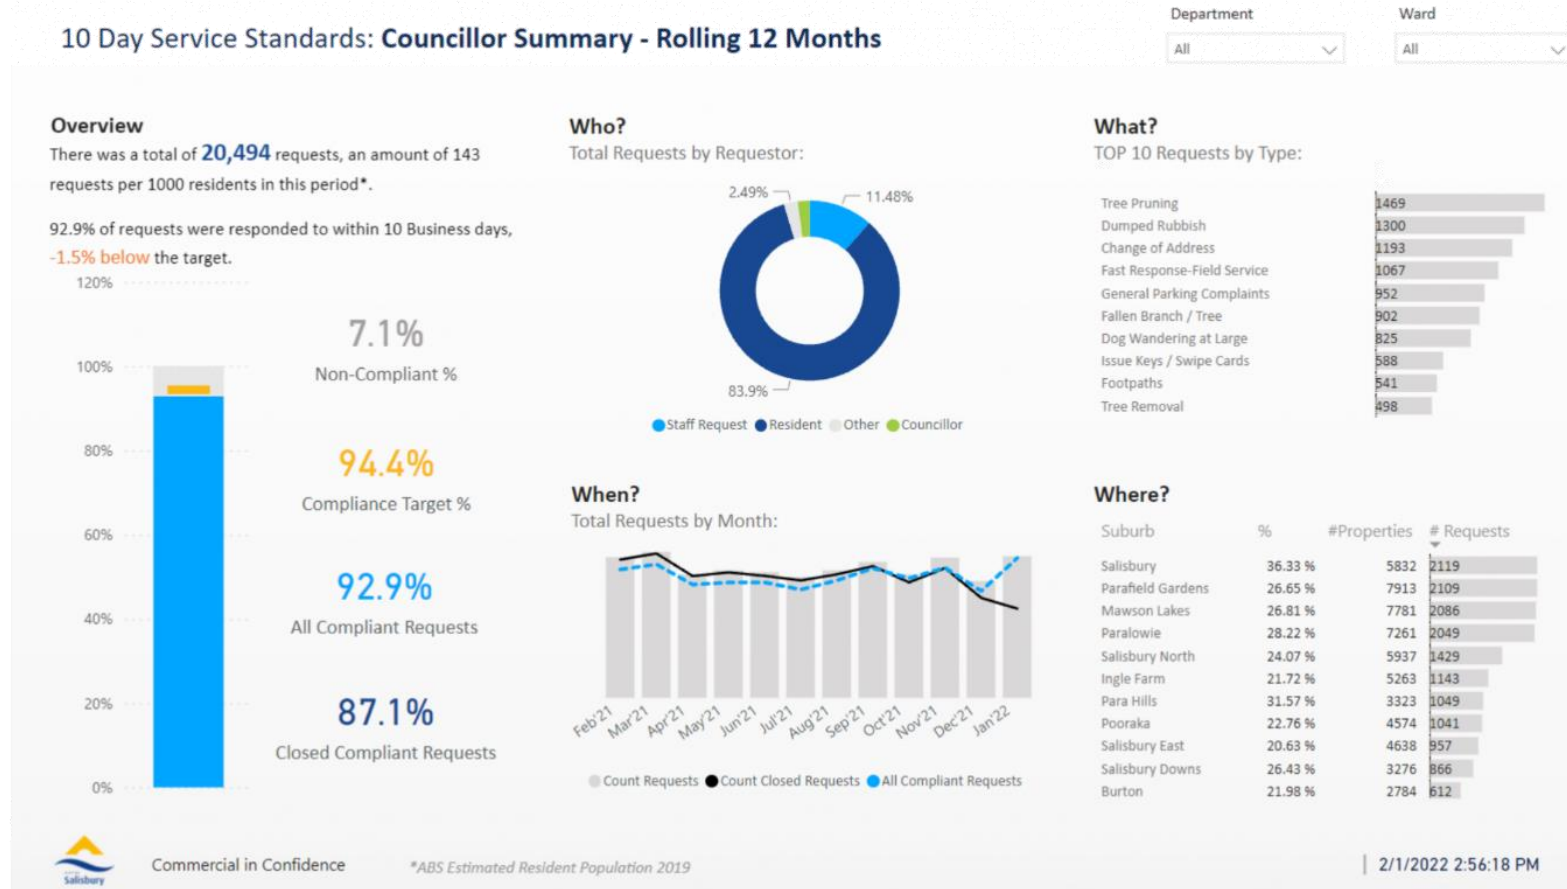 10 Day Service Standards: Councillor Summary - Rolling 12 Months
Department
All
Ward
All
Overview
There was a total of 20,494 requests, an amount of 143
requests per 1000 residents in this period*.
92.9% of requests were responded to within 10 Business days,
-1.5% below the target.
120%
100%
80%
60%
40%
20%
0%
7.1%
Non-Compliant %
94.4%
Compliance Target %
92.9%
All Compliant Requests
87.1%
Closed Compliant Requests
Who?
Total Requests by Requestor:
2.49%
11.48%
83.9%
Staff Request Resident Other Councillor
When?
Total Requests by Month:
Feb'21 Mar'21 Apr'21 May'21 Jun'21 Jul'21 Aug'21 Sep'21 Oct'21 Nov'21 Dec'21 Jan'22
Count Requests Count Closed Requests All Compliant Requests
What?
TOP 10 Requests by Type:
Tree Pruning 1469
Dumped Rubbish 1300
Change of Address 1193
Fast Response-Field Service 1067
General Parking Complaints 952
Fallen Branch / Tree 902
Dog Wandering at Large 825
Issue Keys / Swipe Cards 588
Footpaths 541
Tree Removal 498
Where?
Suburb % #Properties # Requests
Salisbury 36.33 % 5832 2119
Parafield Gardens 26.65 % 7913 2109
Mawson Lakes 26.81 % 7781 2086
Paralowie 28.22 % 7261 2049
Salisbury North 24.07 % 5937 1429
Ingle Farm 21.72 % 5263 1143
Para Hills 31.57 % 3323 1049
Pooraka 22.76 % 4574 1041
Salisbury East 20.63 % 4638 957
Salisbury Downs 26.43 % 3276 866
Burton 21.98 % 2784 612
Salisbury
Commercial in Confidence
*ABS Estimated Resident Population 2019
2/1/2022 2:56:18 PM